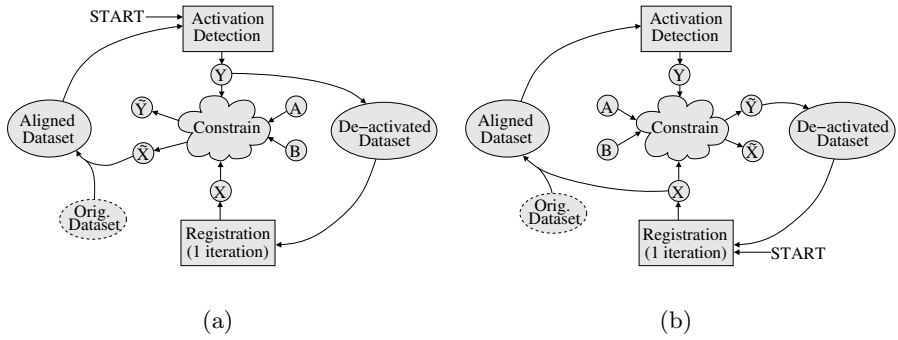 START
Activation
Detection
Y
Ỹ
A
Aligned
Dataset
Constrain
De-activated
Dataset
X̃
B
X
Orig.
Dataset
Registration
(1 iteration)
(a)
Activation
Detection
Y
A
Ỹ
Aligned
Dataset
Constrain
De-activated
Dataset
B
X̃
X
Orig.
Dataset
Registration
(1 iteration)
START
(b)